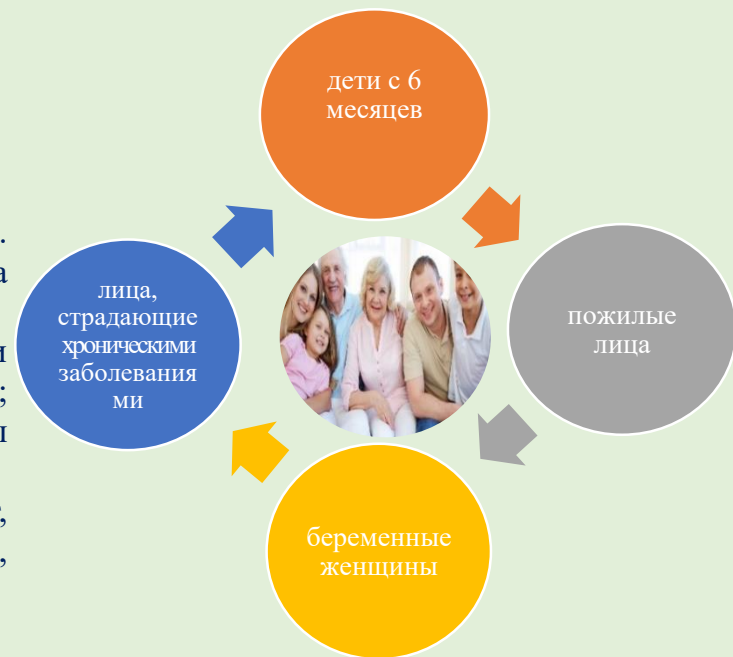 дети с 6
месяцев
.
а
лица,
страдающие
хроническими
заболевания
ми
пожилые
лица
и
;
ы
,
,
беременные
женщины